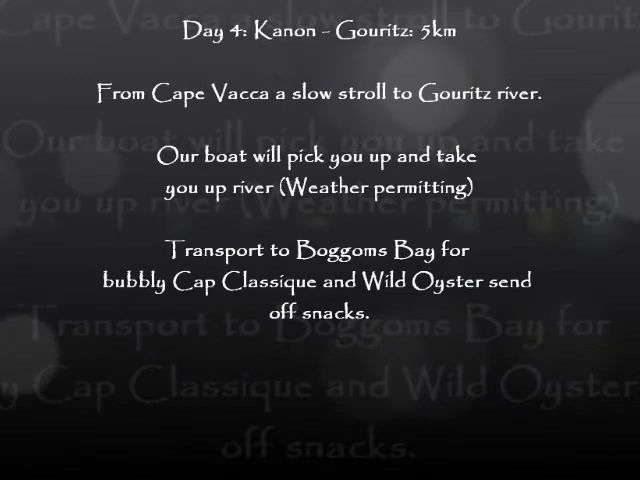 Day 4: Kanon - Gouritz: 5km
From Cape Vacca a slow stroll to Gouritz river.
Our boat will pick you up and take
you up river (Weather permitting)
Transport to Boggoms Bay for
bubbly Cap Classique and Wild Oyster send
off snacks.